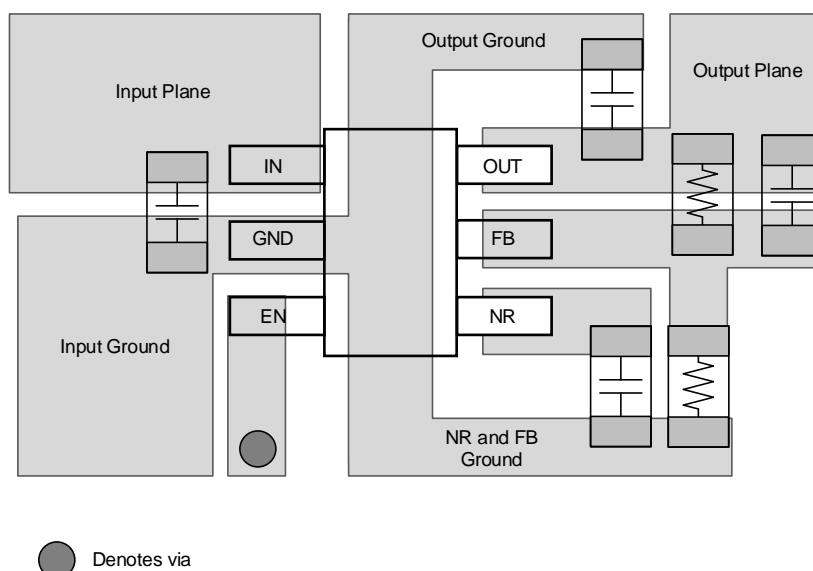 Output Ground
Output Plane
Input Plane
IN
OUT
GND
FB
EN
NR
Input Ground
NR and FB
Ground
Denotes via